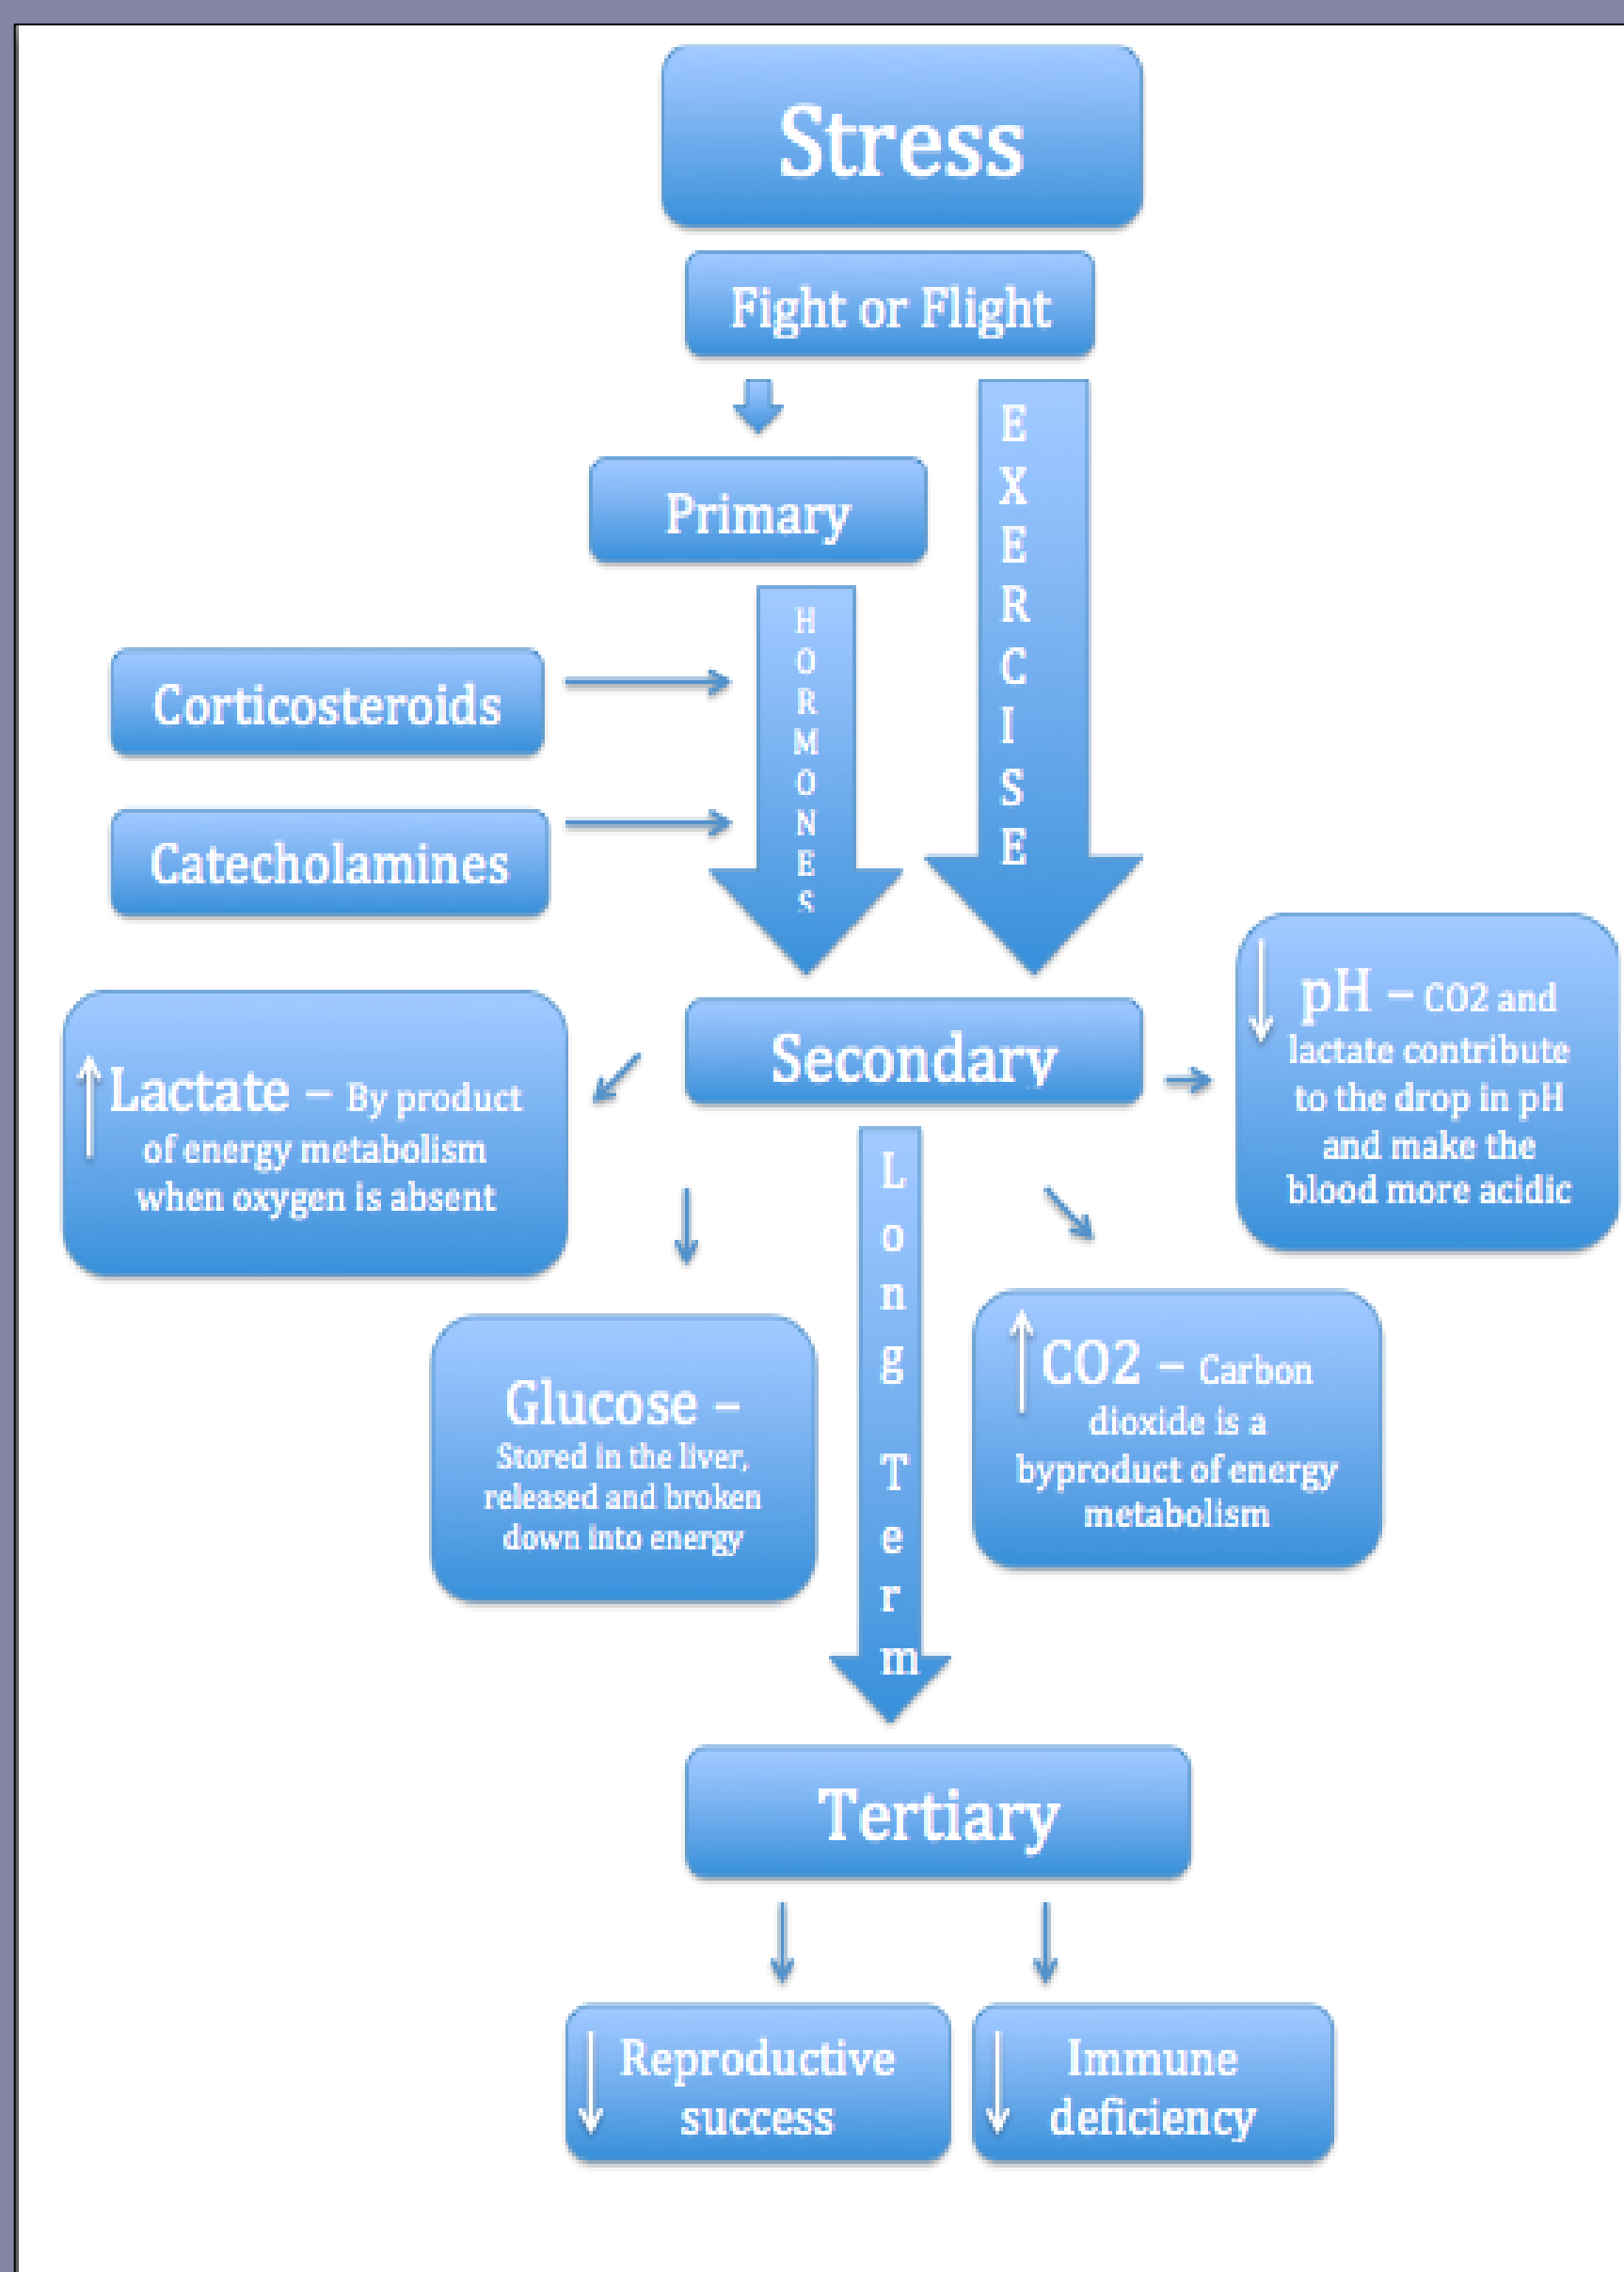 Stress
Fight or Flight
Primary
EXERCISE
HORMONES
Corticosteroids
Catecholamines
Secondary
Lactate – By product
of energy metabolism
when oxygen is absent
pH – CO2 and
lactate contribute
to the drop in pH
and make the
blood more acidic
Long Term
Glucose –
Stored in the liver,
released and broken
down into energy
CO2 – Carbon
dioxide is a
byproduct of energy
metabolism
Tertiary
Reproductive
success
Immune
deficiency